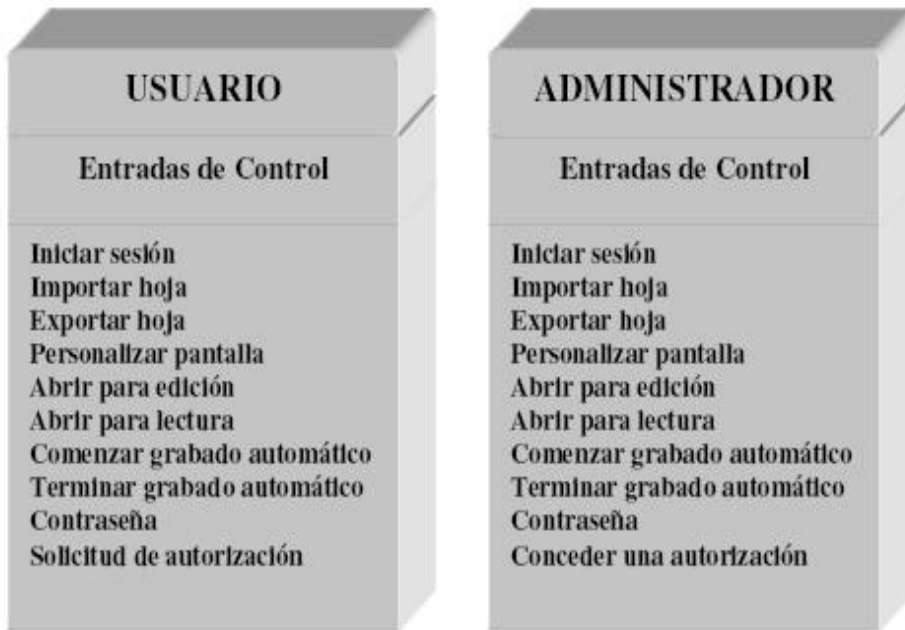 USUARIO
Entradas de Control
Iniciar sesión
Importar hoja
Exportar hoja
Personalizar pantalla
Abrir para edición
Abrir para lectura
Comenzar grabado automático
Terminar grabado automático
Contraseña
Solicitud de autorización
ADMINISTRADOR
Entradas de Control
Iniciar sesión
Importar hoja
Exportar hoja
Personalizar pantalla
Abrir para edición
Abrir para lectura
Comenzar grabado automático
Terminar grabado automático
Contraseña
Conceder una autorización